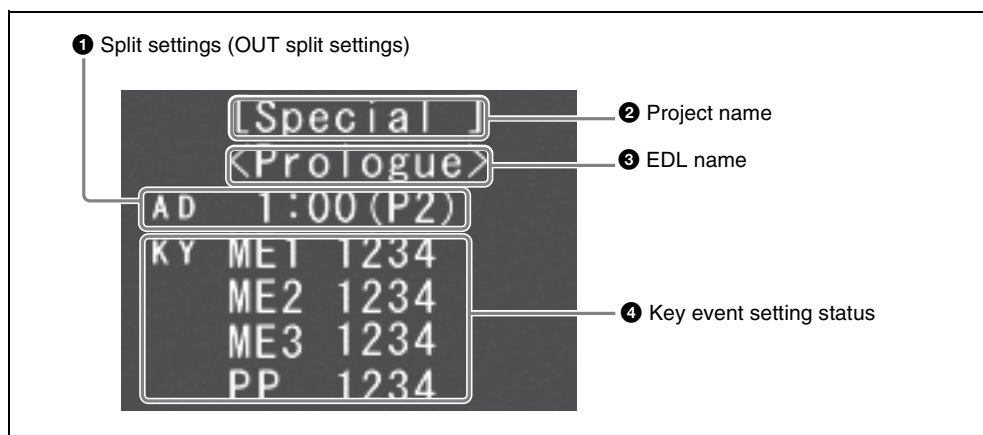 ❶ Split settings (OUT split settings)
[Special ]
❷ Project name
<Prologue>
❸ EDL name
AD 1:00(P2)
KY ME1 1234
ME2 1234
❹ Key event setting status
ME3 1234
PP 1234